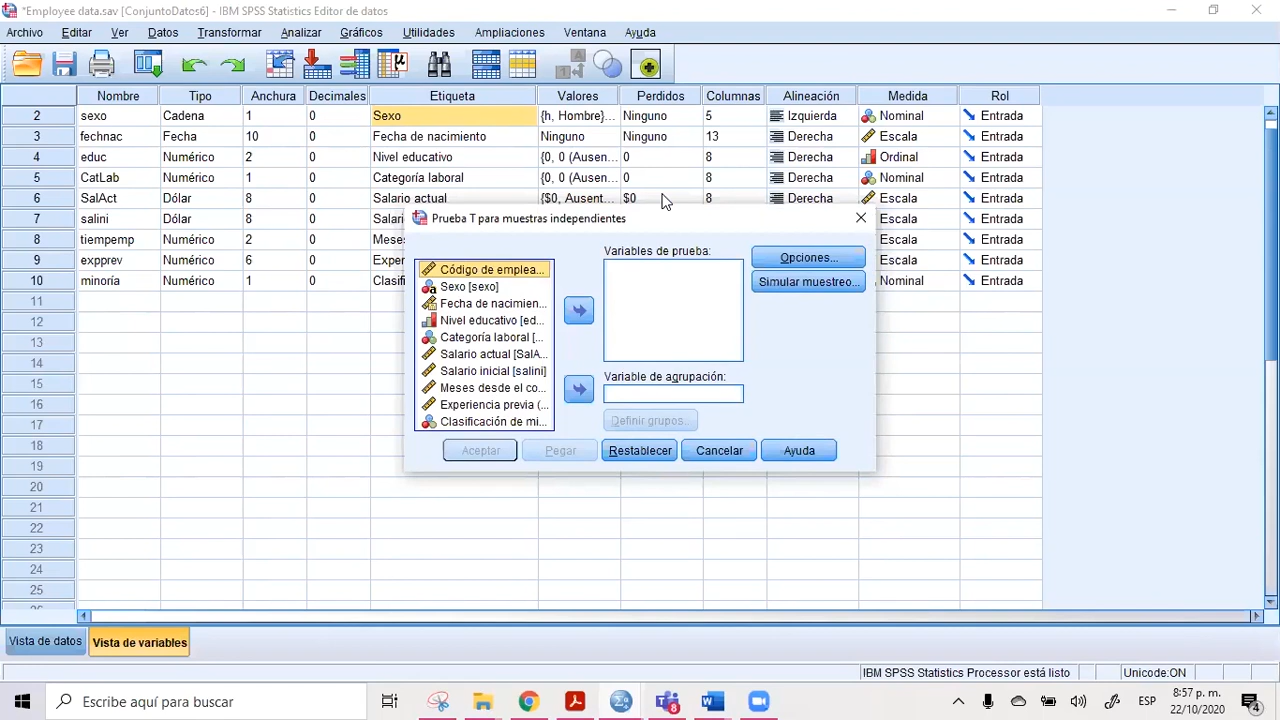 *Employee data.sav [ConjuntoDatos6] - IBM SPSS Statistics Editor de datos
Archivo Editar Ver Datos Transformar Analizar Gráficos Utilidades Ampliaciones Ventana Ayuda
Nombre Tipo Anchura Decimales Etiqueta Valores Perdidos Columnas Alineación Medida Rol
2 sexo Cadena 1 0 Sexo {h, Hombre}... Ninguno 5 Izquierda Nominal Entrada
3 fechnac Fecha 10 0 Fecha de nacimiento Ninguno Ninguno 13 Derecha Escala Entrada
4 educ Numérico 2 0 Nivel educativo {0, 0 (Ausen... 0 8 Derecha Ordinal Entrada
5 CatLab Numérico 1 0 Categoría laboral {0, 0 (Ausen... 0 8 Derecha Nominal Entrada
6 SalAct Dólar 8 0 Salario actual {$0, Ausent... $0 8 Derecha Escala Entrada
7 salini Dólar 8 0 Escala Entrada
8 tiempemp Numérico 2 0 Escala Entrada
9 expprev Numérico 6 0 Escala Entrada
10 minoría Numérico 1 0 Nominal Entrada
11
12
13
14
15
16
17
18
19
20
21
22
23
24
25
Prueba T para muestras independientes
Código de emplea...
Sexo [sexo]
Fecha de nacimien...
Nivel educativo [ed...
Categoría laboral [...
Salario actual [SalA...
Salario inicial [salini]
Meses desde el co...
Experiencia previa (...
Clasificación de mi...
Variables de prueba:
Variable de agrupación:
Definir grupos...
Opciones...
Simular muestreo...
Aceptar Pegar Restablecer Cancelar Ayuda
Vista de datos Vista de variables
IBM SPSS Statistics Processor está listo Unicode:ON
Escribe aquí para buscar
8
ESP
8:57 p. m.
22/10/2020
4